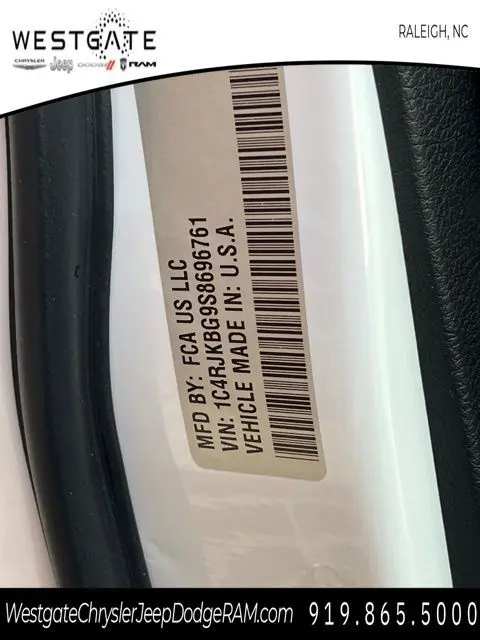 WESTGATE
CHRYSLER Jeep DODGE RAM
RALEIGH, NC
MFD BY: FCA US LLC
VIN: 1C4RJKBG9S8696761
VEHICLE MADE IN: U.S.A.
WestgateChryslerJeepDodgeRAM.com
919.865.5000